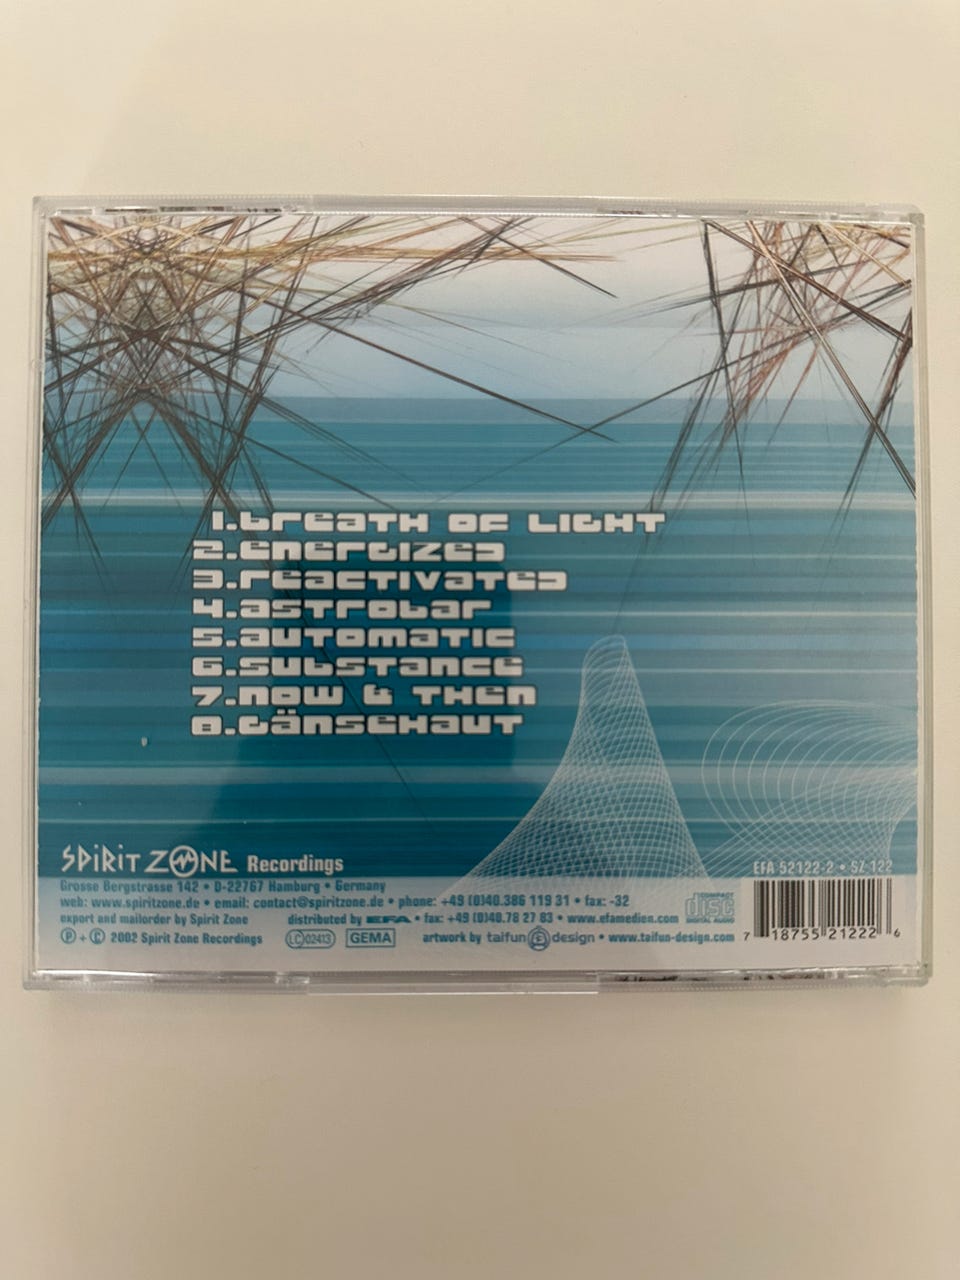 1.Breath of Light
2.Energized
3.Reactivated
4.Astrobar
5.Automatic
6.Substance
7.Now & Then
8.Gänsehaut
SPiRiT ZONE Recordings
EFA 52122-2 • SZ 122
Grosse Bergstrasse 142 • D-22767 Hamburg • Germany
web: www.spiritzone.de • email: contact@spiritzone.de • phone: +49 (0)40.386 119 31 • fax: -32
export and mailorder by Spirit Zone distributed by EFA • fax: +49 (0)40.78 27 83 • www.efamedien.com
COMPACT disc DIGITAL AUDIO
P + C 2002 Spirit Zone Recordings LC 02413 GEMA artwork by taifun design • www.taifun-design.com
7 18755 21222 6